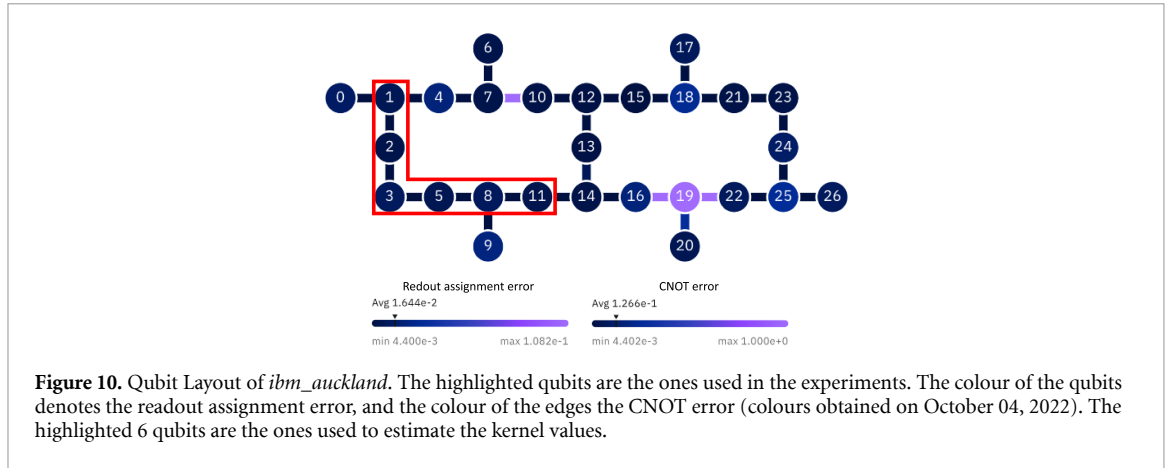 6 17
0 1 4 7 10 12 15 18 21 23
2 13 24
3 5 8 11 14 16 19 22 25 26
9 20
Readout assignment error CNOT error
Avg 1.644e-2 Avg 1.266e-1
min 4.400e-3 max 1.082e-1 min 4.402e-3 max 1.000e+0
Figure 10. Qubit Layout of ibm_auckland. The highlighted qubits are the ones used in the experiments. The colour of the qubits
denotes the readout assignment error, and the colour of the edges the CNOT error (colours obtained on October 04, 2022). The
highlighted 6 qubits are the ones used to estimate the kernel values.